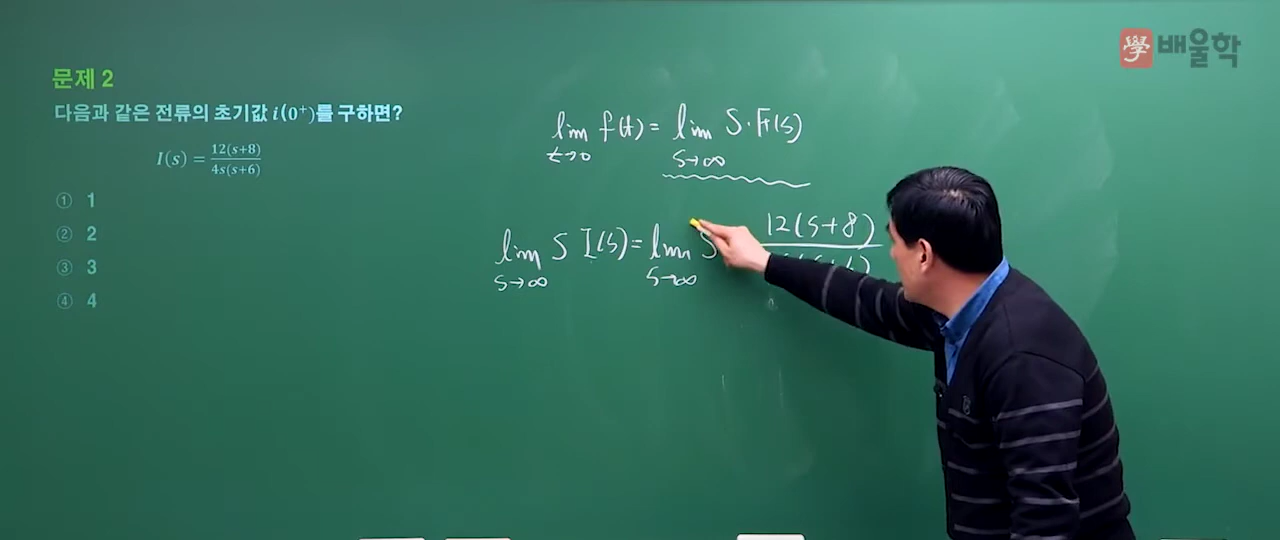 學 배울학
문제 2
다음과 같은 전류의 초기값 i(0⁺)를 구하면?
I(s) = 12(s+8) / 4s(s+6)
① 1
② 2
③ 3
④ 4
lim f(t) = lim S·F(s)
t→0 s→∞
lim S I(s) = lim S 12(s+8)
s→∞ s→∞